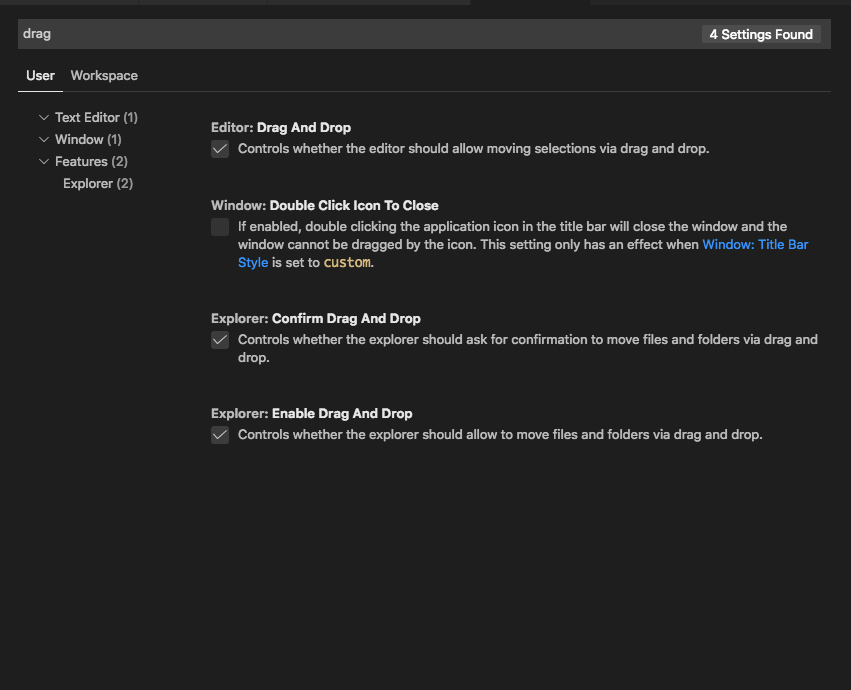 drag
4 Settings Found
User
Workspace
Text Editor (1)
Window (1)
Features (2)
Explorer (2)
Editor: Drag And Drop
Controls whether the editor should allow moving selections via drag and drop.
Window: Double Click Icon To Close
If enabled, double clicking the application icon in the title bar will close the window and the
window cannot be dragged by the icon. This setting only has an effect when Window: Title Bar
Style is set to custom.
Explorer: Confirm Drag And Drop
Controls whether the explorer should ask for confirmation to move files and folders via drag and
drop.
Explorer: Enable Drag And Drop
Controls whether the explorer should allow to move files and folders via drag and drop.